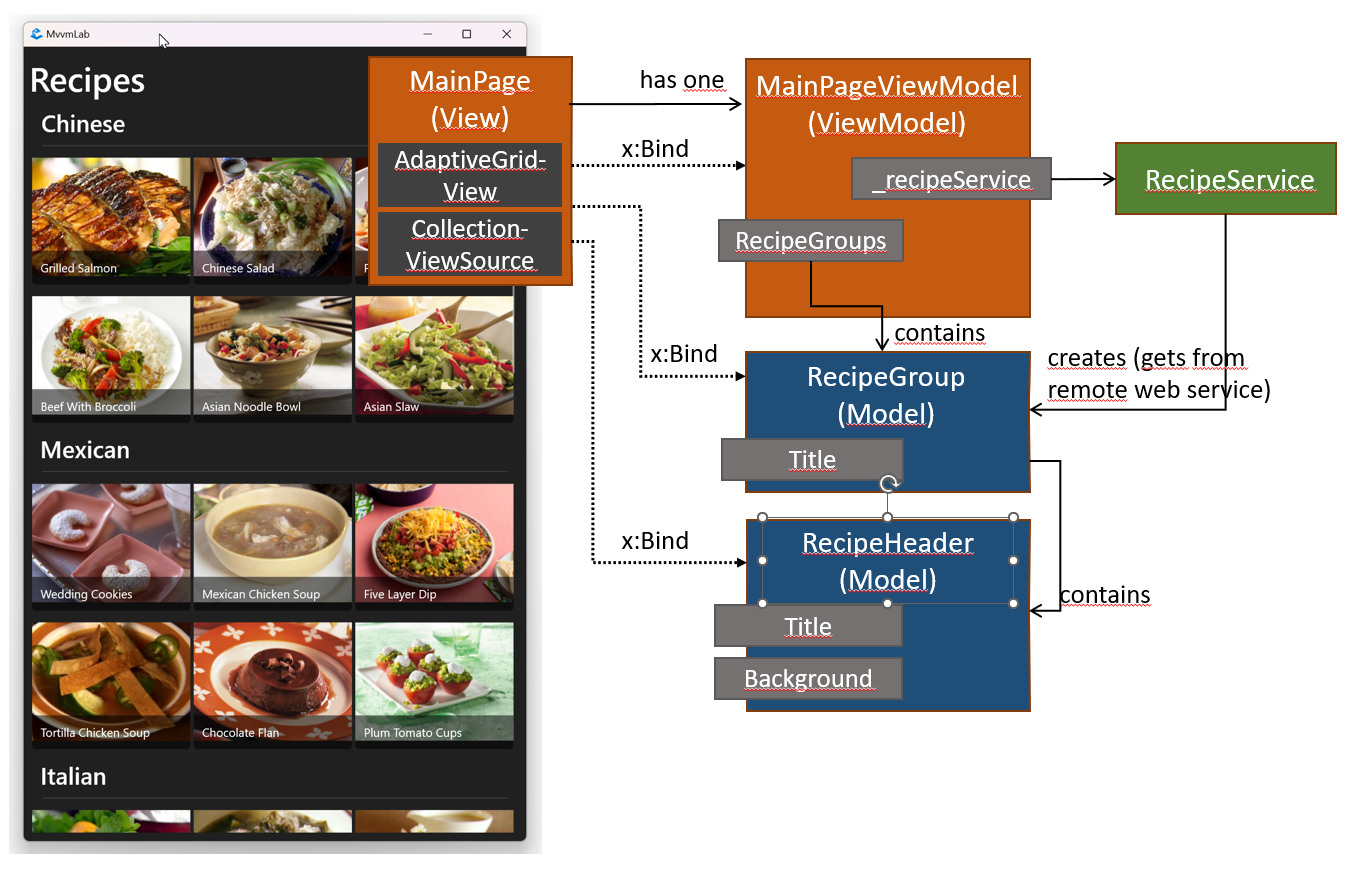 MvvmLab
Recipes
Chinese
Grilled Salmon
Chinese Salad
Beef With Broccoli
Asian Noodle Bowl
Asian Slaw
Mexican
Wedding Cookies
Mexican Chicken Soup
Five Layer Dip
Tortilla Chicken Soup
Chocolate Flan
Plum Tomato Cups
Italian
MainPage
(View)
AdaptiveGrid-
View
Collection-
ViewSource
has one
x:Bind
x:Bind
x:Bind
MainPageViewModel
(ViewModel)
_recipeService
RecipeGroups
RecipeService
contains
creates (gets from
remote web service)
RecipeGroup
(Model)
Title
RecipeHeader
(Model)
contains
Title
Background